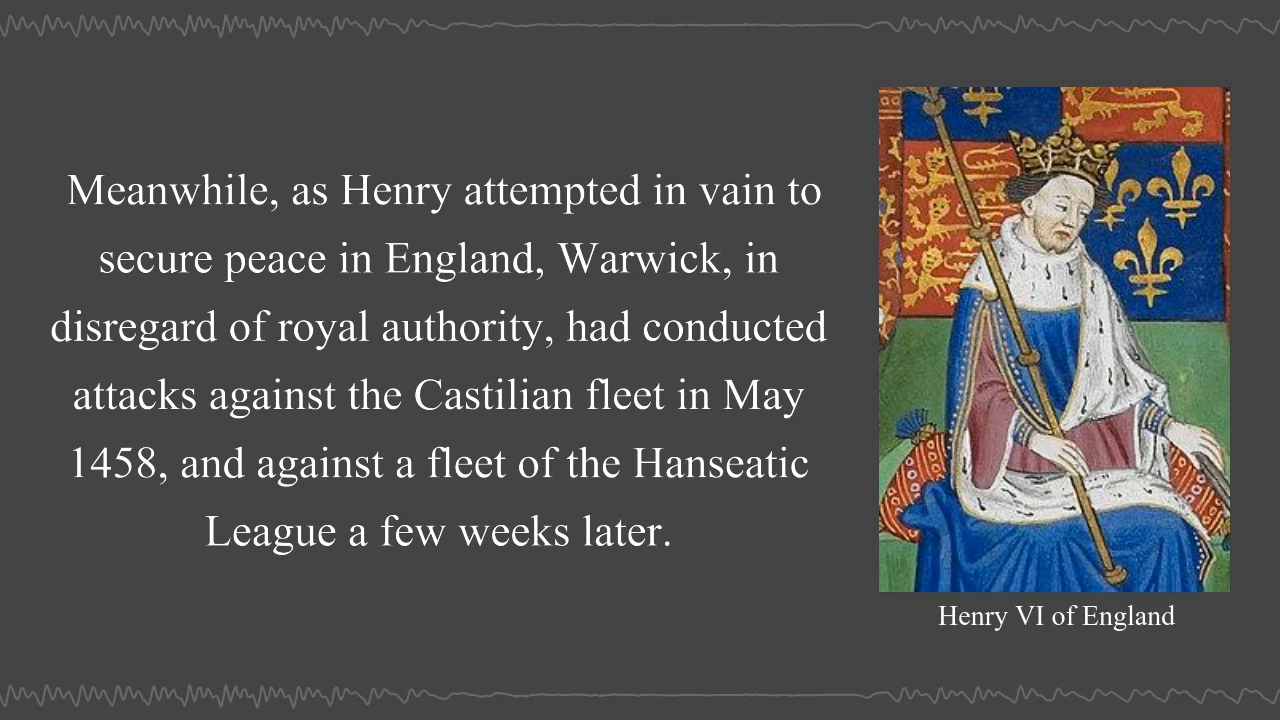 Meanwhile, as Henry attempted in vain to
secure peace in England, Warwick, in
disregard of royal authority, had conducted
attacks against the Castilian fleet in May
1458, and against a fleet of the Hanseatic
League a few weeks later.
Henry VI of England